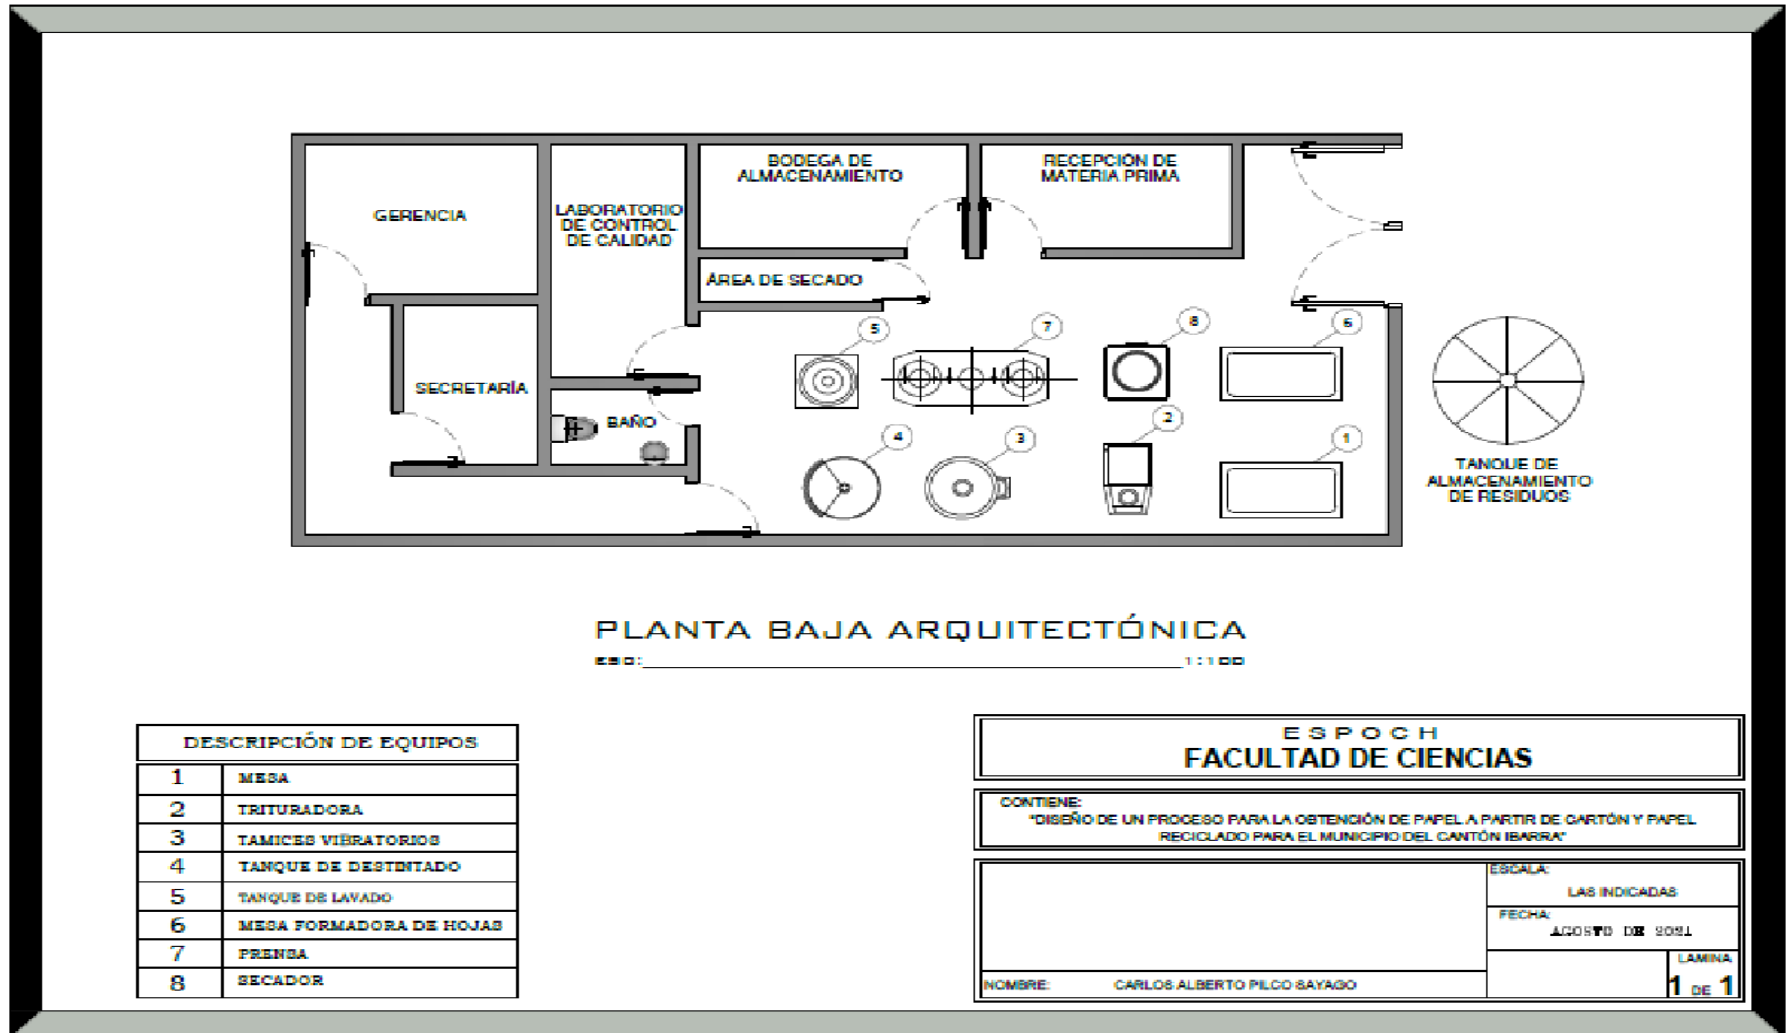 BODEGA DE
ALMACENAMIENTO
RECEPCIÓN DE
MATERIA PRIMA
GERENCIA
LABORATORIO
DE CONTROL
DE CALIDAD
ÁREA DE SECADO
5
7
8
6
SECRETARÍA
BAÑO
4
3
2
1
TANQUE DE
ALMACENAMIENTO
DE RESIDUOS
PLANTA BAJA ARQUITECTÓNICA
ESC: 1:100
DESCRIPCIÓN DE EQUIPOS
1 MESA
2 TRITURADORA
3 TAMICES VIBRATORIOS
4 TANQUE DE DESTINTADO
5 TANQUE DE LAVADO
6 MESA FORMADORA DE HOJAS
7 PRENSA
8 SECADOR
ESPOCH
FACULTAD DE CIENCIAS
CONTIENE:
"DISEÑO DE UN PROCESO PARA LA OBTENCIÓN DE PAPEL A PARTIR DE CARTÓN Y PAPEL
RECICLADO PARA EL MUNICIPIO DEL CANTÓN IBARRA"
ESCALA:
LAS INDICADAS
FECHA:
AGOSTO DE 2021
LAMINA
1 DE 1
NOMBRE: CARLOS ALBERTO PILCO SAYAGO